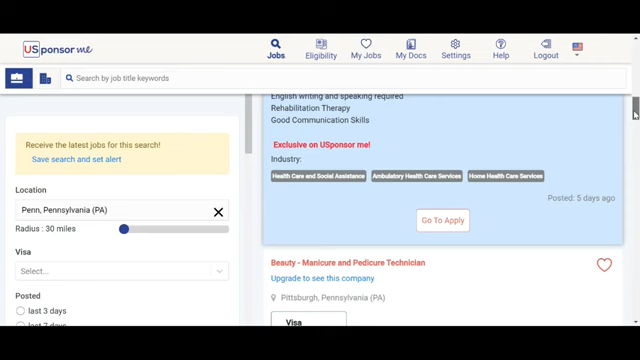 USponsor me
Jobs
Eligibility
My Jobs
My Docs
Settings
Help
Logout
Search by job title keywords
Receive the latest jobs for this search!
Save search and set alert
Location
Penn, Pennsylvania (PA)
Radius : 30 miles
Visa
Select...
Posted
last 3 days
last 7 days
English writing and speaking required
Rehabilitation Therapy
Good Communication Skills
Exclusive on USponsor me!
Industry:
Health Care and Social Assistance
Ambulatory Health Care Services
Home Health Care Services
Posted: 5 days ago
Go To Apply
Beauty - Manicure and Pedicure Technician
Upgrade to see this company
Pittsburgh, Pennsylvania (PA)
Visa